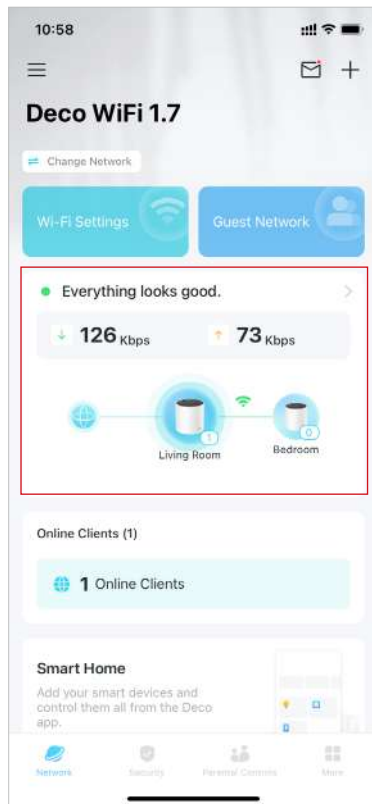 10:58
Deco WiFi 1.7
Change Network
Wi-Fi Settings
Guest Network
Everything looks good.
126 Kbps
73 Kbps
1
0
Living Room
Bedroom
Online Clients (1)
1 Online Clients
Smart Home
Add your smart devices and
control them all from the Deco
app.
Network
Security
Parental Controls
More